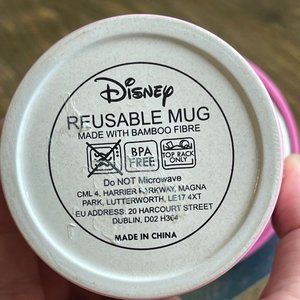 Disney
REUSABLE MUG
MADE WITH BAMBOO FIBRE
BPA FREE
TOP RACK ONLY
Do NOT Microwave
CML 4, HARRIER PARKWAY, MAGNA
PARK, LUTTERWORTH, LE17 4XT
EU ADDRESS: 20 HARCOURT STREET
DUBLIN, D02 H364
MADE IN CHINA